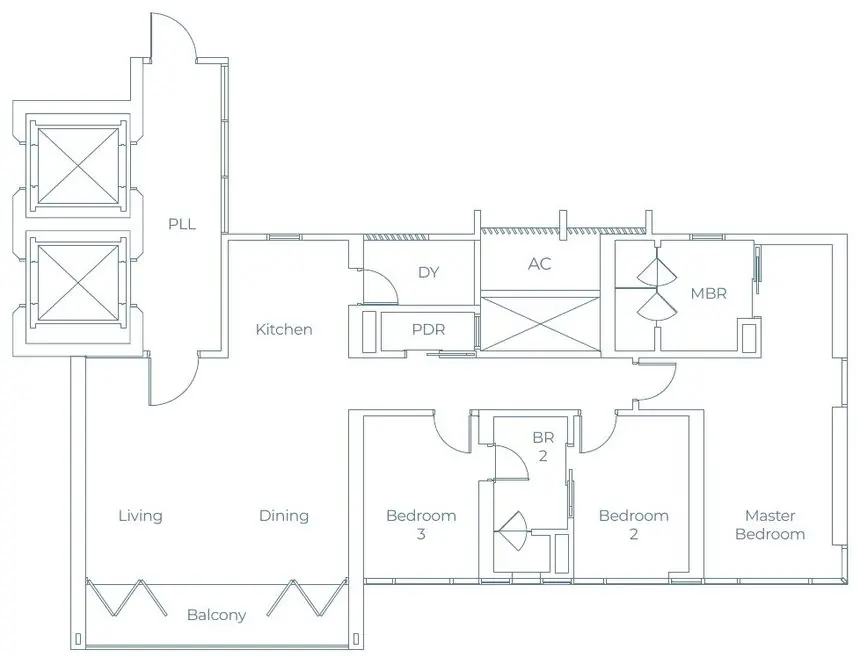 PLL
DY
AC
MBR
Kitchen
PDR
BR
2
Living
Dining
Bedroom
3
Bedroom
2
Master
Bedroom
Balcony